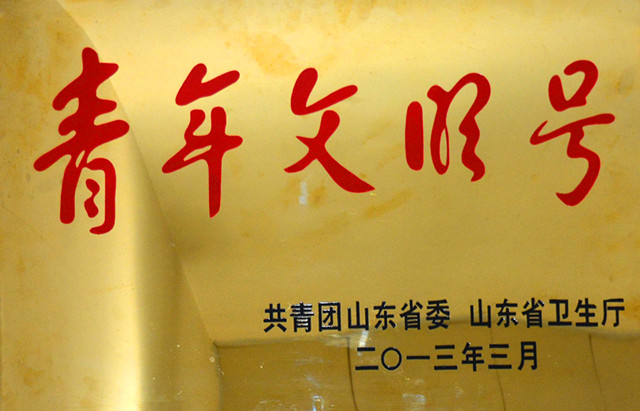 青年文明号
共青团山东省委 山东省卫生厅
二〇一三年三月